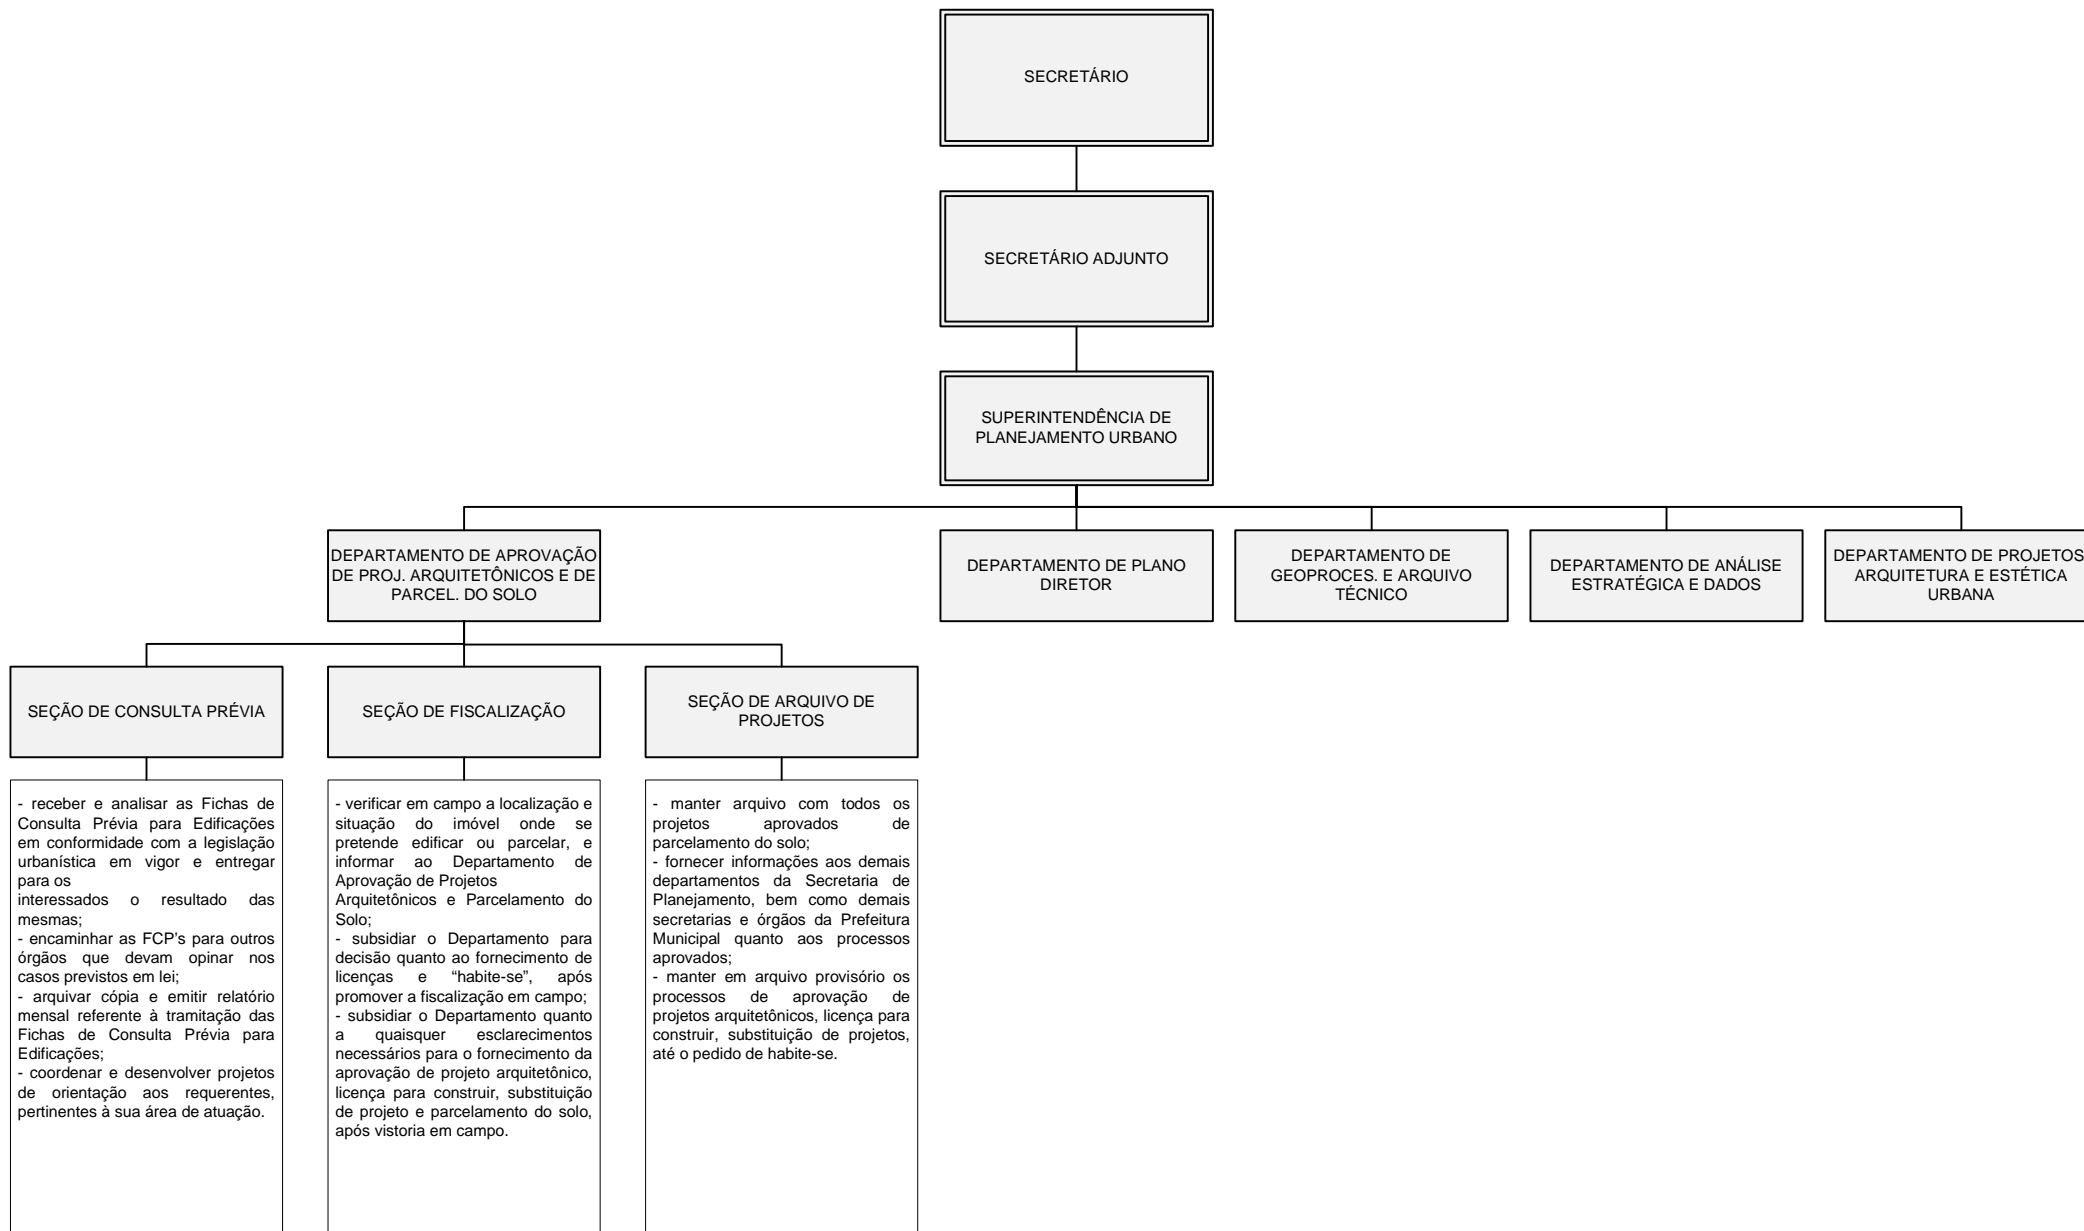 SECRETÁRIO
SECRETÁRIO ADJUNTO
SUPERINTENDÊNCIA DE
PLANEJAMENTO URBANO
DEPARTAMENTO DE APROVAÇÃO
DE PROJ. ARQUITETÔNICOS E DE
PARCEL. DO SOLO
DEPARTAMENTO DE PLANO
DIRETOR
DEPARTAMENTO DE
GEOPROCES. E ARQUIVO
TÉCNICO
DEPARTAMENTO DE ANÁLISE
ESTRATÉGICA E DADOS
DEPARTAMENTO DE PROJETOS
ARQUITETURA E ESTÉTICA
URBANA
SEÇÃO DE CONSULTA PRÉVIA
SEÇÃO DE FISCALIZAÇÃO
SEÇÃO DE ARQUIVO DE
PROJETOS
- receber e analisar as Fichas de
Consulta Prévia para Edificações
em conformidade com a legislação
urbanística em vigor e entregar
para os
interessados o resultado das
mesmas;
- encaminhar as FCP's para outros
órgãos que devam opinar nos
casos previstos em lei;
- arquivar cópia e emitir relatório
mensal referente à tramitação das
Fichas de Consulta Prévia para
Edificações;
- coordenar e desenvolver projetos
de orientação aos requerentes,
pertinentes à sua área de atuação.
- verificar em campo a localização e
situação do imóvel onde se
pretende edificar ou parcelar, e
informar ao Departamento de
Aprovação de Projetos
Arquitetônicos e Parcelamento do
Solo;
- subsidiar o Departamento para
decisão quanto ao fornecimento de
licenças e “habite-se”, após
promover a fiscalização em campo;
- subsidiar o Departamento quanto
a quaisquer esclarecimentos
necessários para o fornecimento da
aprovação de projeto arquitetônico,
licença para construir, substituição
de projeto e parcelamento do solo,
após vistoria em campo.
- manter arquivo com todos os
projetos aprovados de
parcelamento do solo;
- fornecer informações aos demais
departamentos da Secretaria de
Planejamento, bem como demais
secretarias e órgãos da Prefeitura
Municipal quanto aos processos
aprovados;
- manter em arquivo provisório os
processos de aprovação de
projetos arquitetônicos, licença para
construir, substituição de projetos,
até o pedido de habite-se.